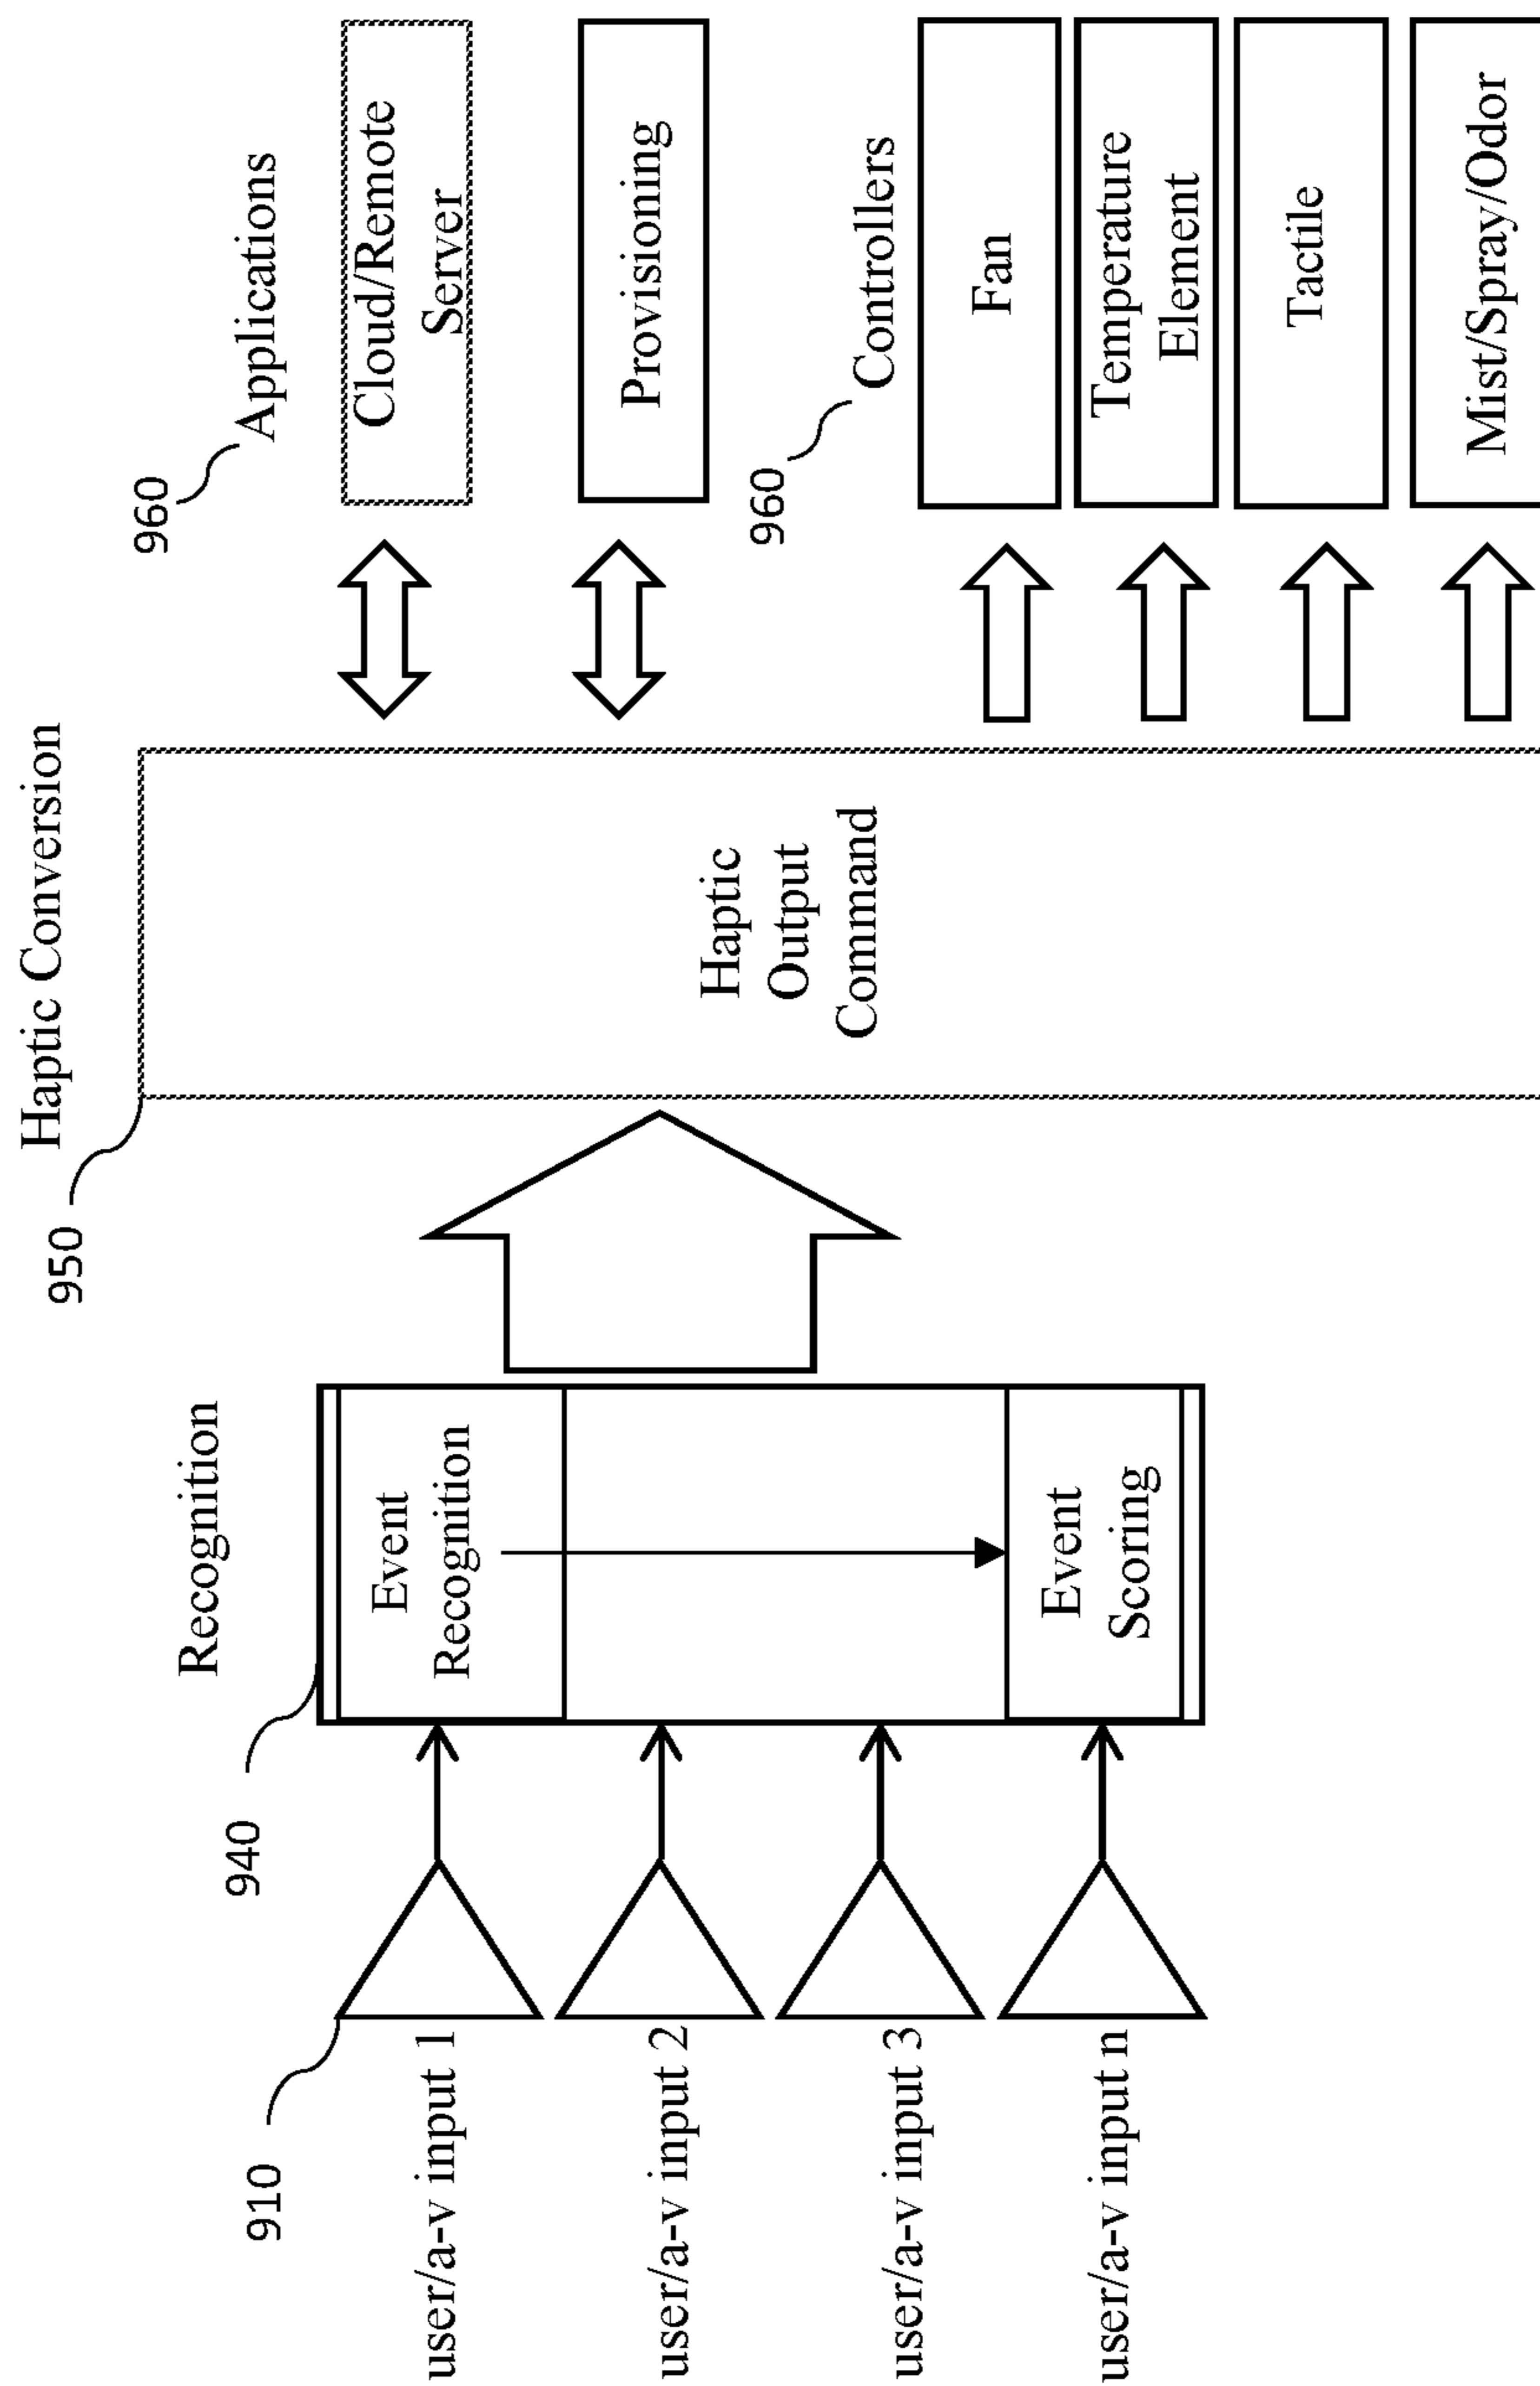 Haptic Conversion
950
960
Applications
Recognition
940
910
user/a-v input 1
user/a-v input 2
user/a-v input 3
user/a-v input n
Event
Recognition
Event
Scoring
Haptic
Output
Command
Cloud/Remote
Server
Provisioning
960
Controllers
Fan
Temperature
Element
Tactile
Mist/Spray/Odor